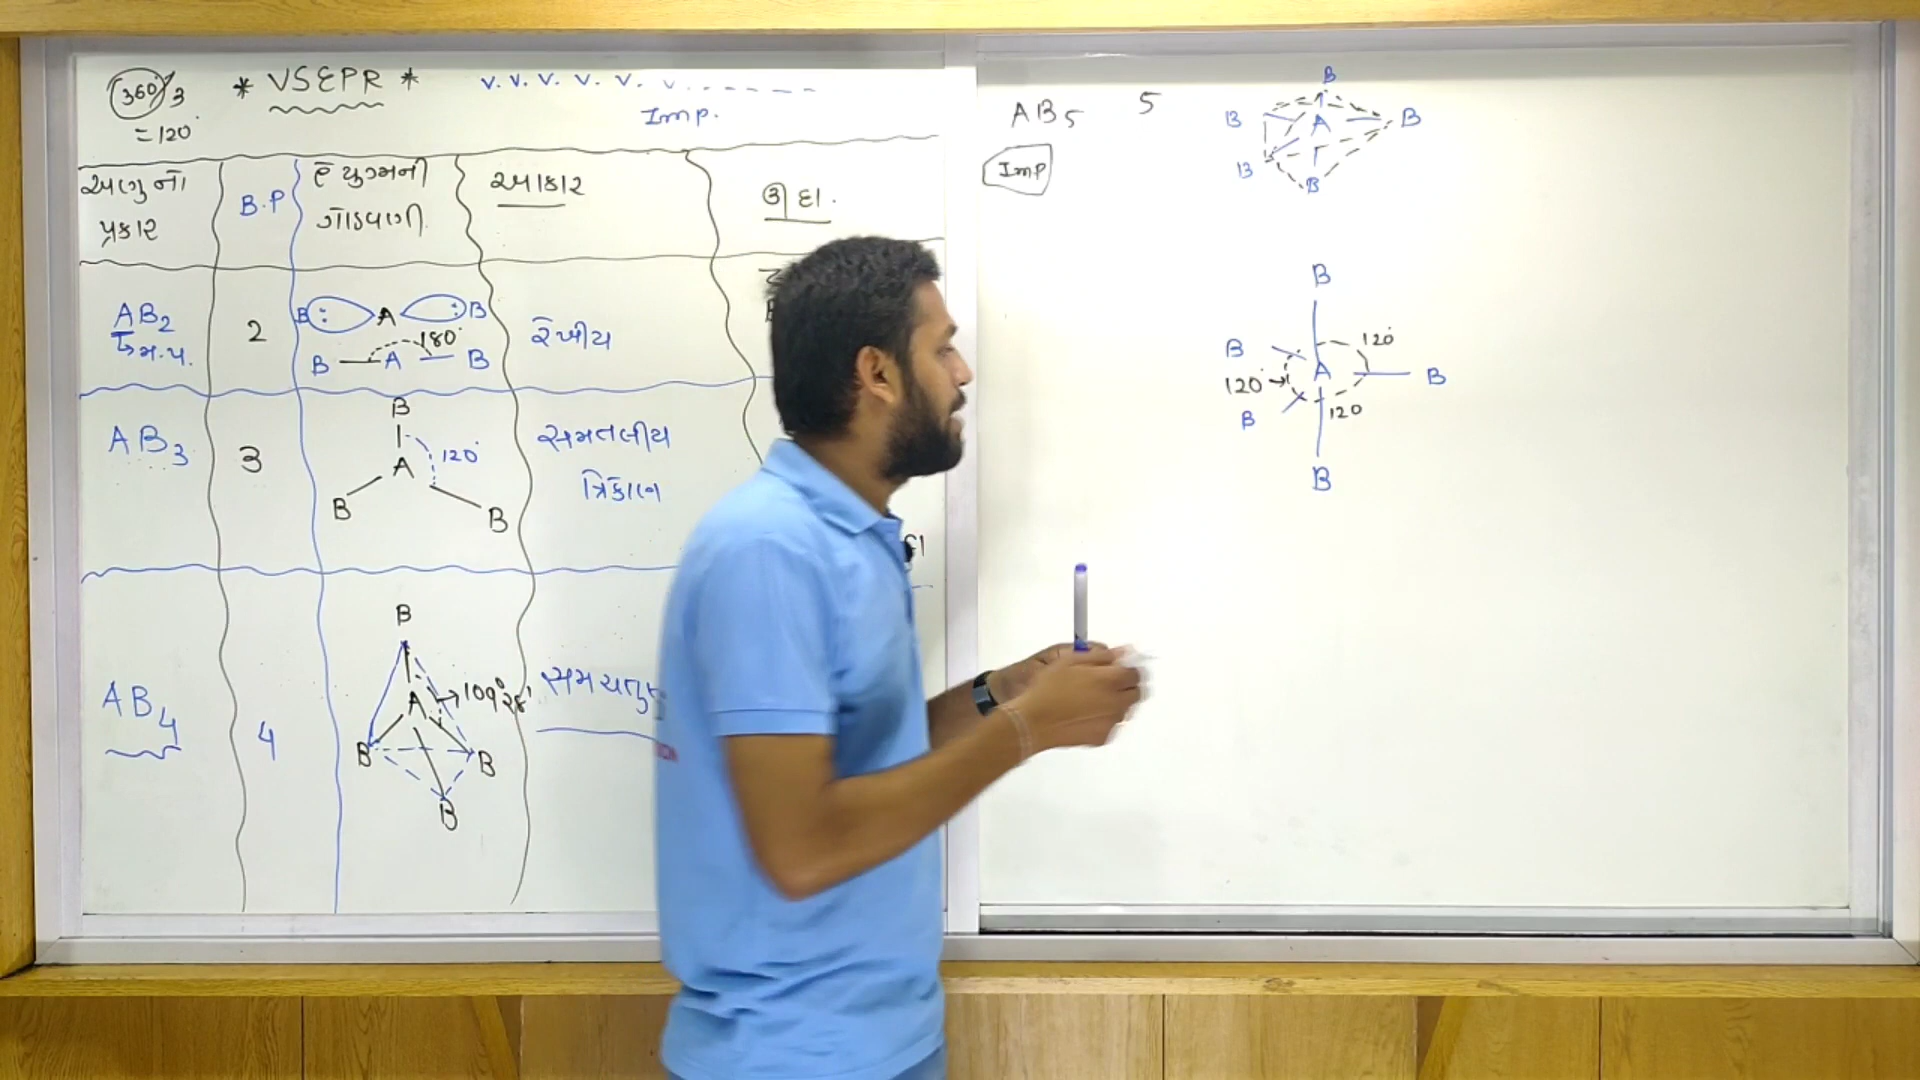 360/3
= 120°
* VSEPR *
v. v. v. v. v. v. - - - - - -
Imp.
અણુનો
પ્રકાર
B.P
e⁻ યુગ્મની
ગોઠવણી
આકાર
ઉદા.
AB₂
↳ મ.પ.
2
B : A : B
B — A — B
180°
રેખીય
AB₃
3
B
A
120°
B
B
સમતલીય
ત્રિકોણ
AB₄
4
B
A
→ 109° 28'
B
B
B
સમચતુષ્
AB₅
5
Imp
B
B
A
B
B
B
B
B
120°
A
B
120° →
B
120
B